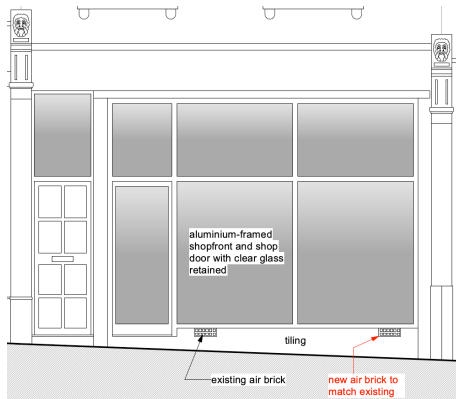 aluminium-framed
shopfront and shop
door with clear glass
retained
tiling
existing air brick
new air brick to
match existing